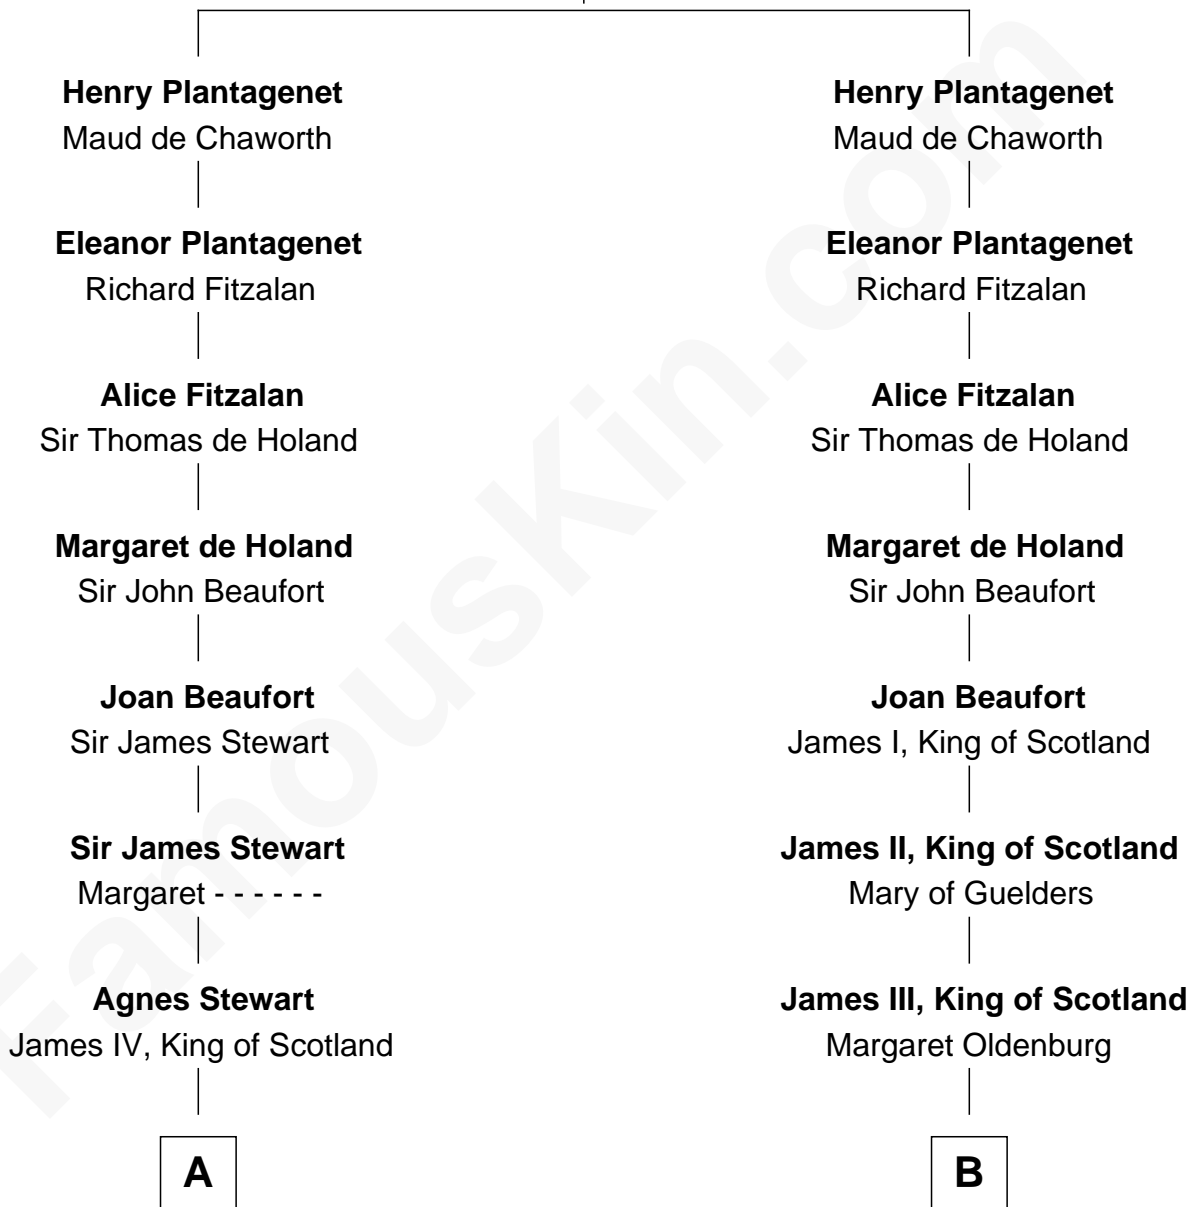 Henry Plantagenet
Maud de Chaworth
Eleanor Plantagenet
Richard Fitzalan
Alice Fitzalan
Sir Thomas de Holand
Margaret de Holand
Sir John Beaufort
Joan Beaufort
Sir James Stewart
Sir James Stewart
Margaret - - - - - -
Agnes Stewart
James IV, King of Scotland
A
Henry Plantagenet
Maud de Chaworth
Eleanor Plantagenet
Richard Fitzalan
Alice Fitzalan
Sir Thomas de Holand
Margaret de Holand
Sir John Beaufort
Joan Beaufort
James I, King of Scotland
James II, King of Scotland
Mary of Guelders
James III, King of Scotland
Margaret Oldenburg
B
FamousKin.com